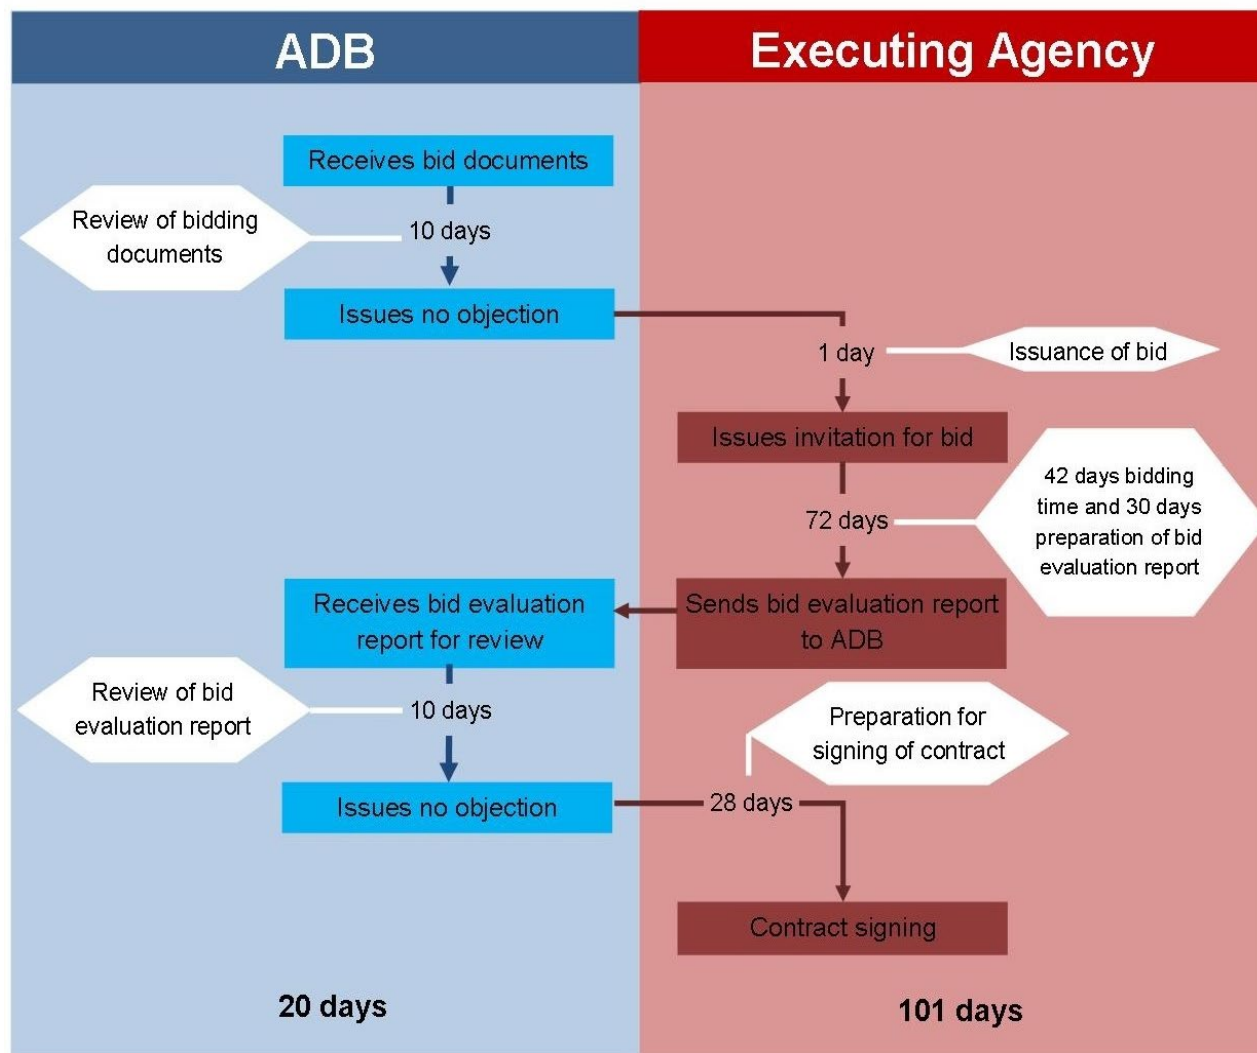 ADB
Executing Agency
Receives bid documents
Review of bidding
documents
10 days
Issues no objection
1 day
Issuance of bid
Issues invitation for bid
42 days bidding
time and 30 days
preparation of bid
evaluation report
72 days
Receives bid evaluation
report for review
Sends bid evaluation report
to ADB
Review of bid
evaluation report
10 days
Preparation for
signing of contract
Issues no objection
28 days
Contract signing
20 days
101 days